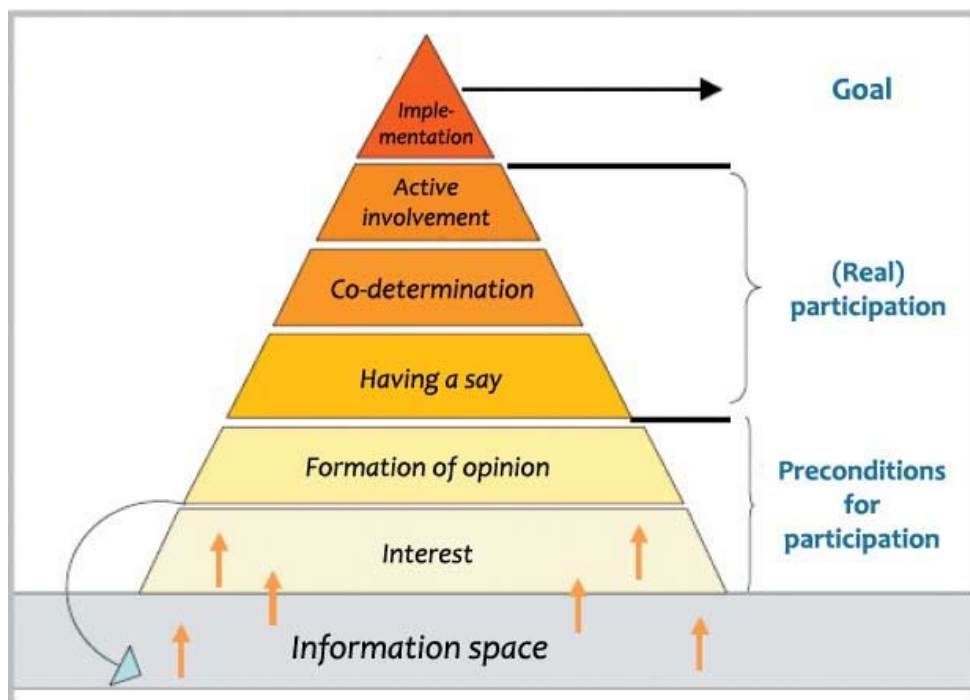 Imple-
mentation
Goal
Active
involvement
Co-determination
(Real)
participation
Having a say
Formation of opinion
Preconditions
for
participation
Interest
Information space